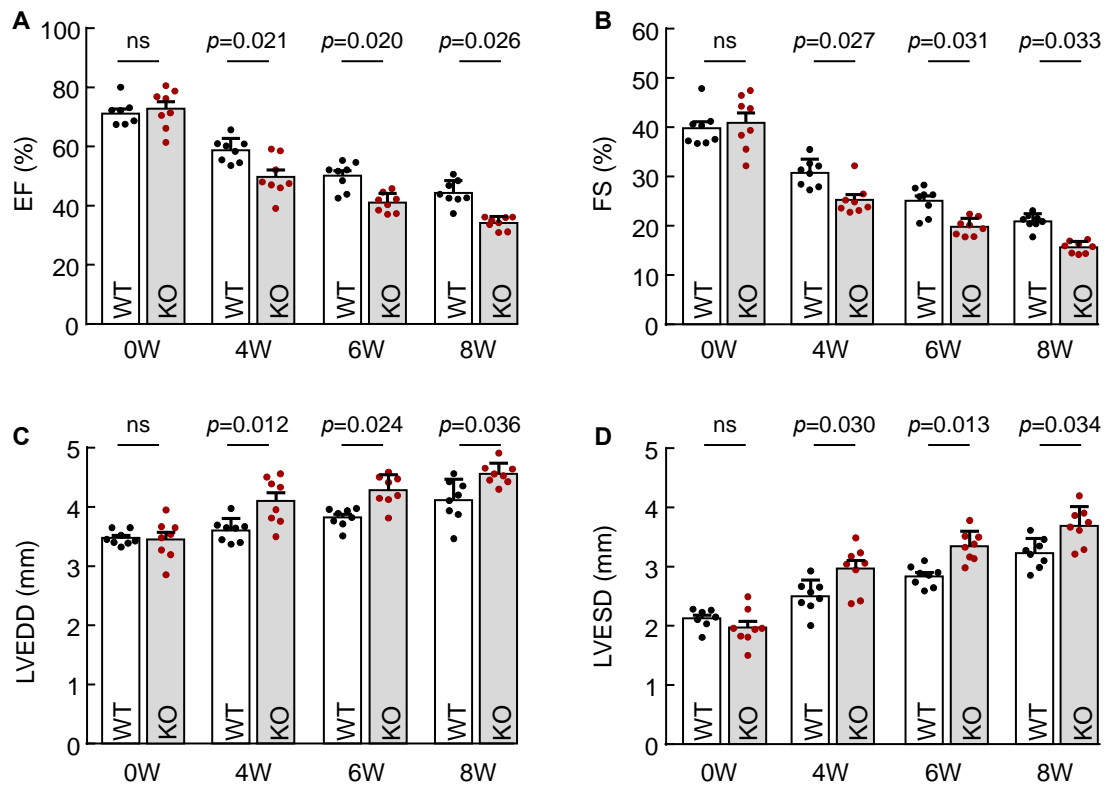 A
EF (%)
100
80
60
40
20
0
ns
p=0.021
p=0.020
p=0.026
WT
KO
WT
KO
WT
KO
WT
KO
0W
4W
6W
8W
B
FS (%)
60
50
40
30
20
10
0
ns
p=0.027
p=0.031
p=0.033
WT
KO
WT
KO
WT
KO
WT
KO
0W
4W
6W
8W
C
LVEDD (mm)
5
4
3
2
1
0
ns
p=0.012
p=0.024
p=0.036
WT
KO
WT
KO
WT
KO
WT
KO
0W
4W
6W
8W
D
LVESD (mm)
5
4
3
2
1
0
ns
p=0.030
p=0.013
p=0.034
WT
KO
WT
KO
WT
KO
WT
KO
0W
4W
6W
8W